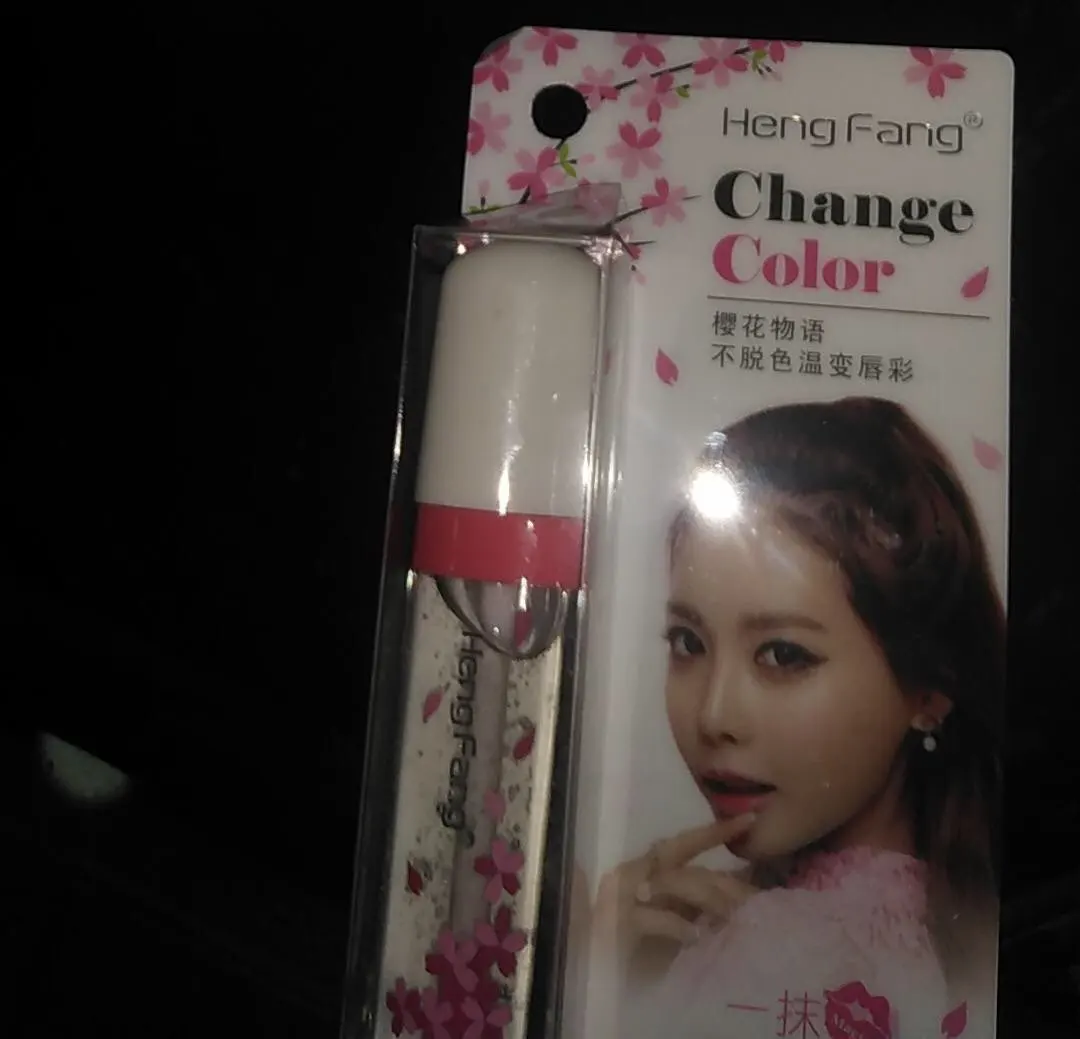 Heng Fang®
Change
Color
樱花物语
不脱色温变唇彩
Heng Fang
一抹